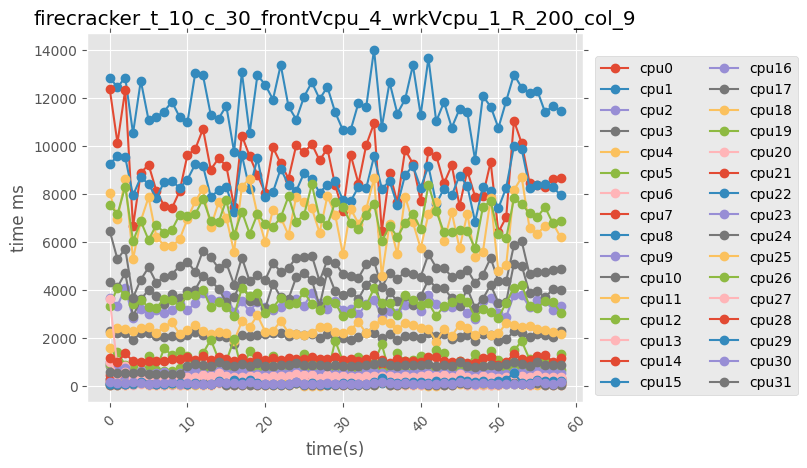 firecracker_t_10_c_30_frontVcpu_4_wrkVcpu_1_R_200_col_9
time ms
14000
12000
10000
8000
6000
4000
2000
0
0
10
20
30
40
50
60
time(s)
cpu0
cpu1
cpu2
cpu3
cpu4
cpu5
cpu6
cpu7
cpu8
cpu9
cpu10
cpu11
cpu12
cpu13
cpu14
cpu15
cpu16
cpu17
cpu18
cpu19
cpu20
cpu21
cpu22
cpu23
cpu24
cpu25
cpu26
cpu27
cpu28
cpu29
cpu30
cpu31